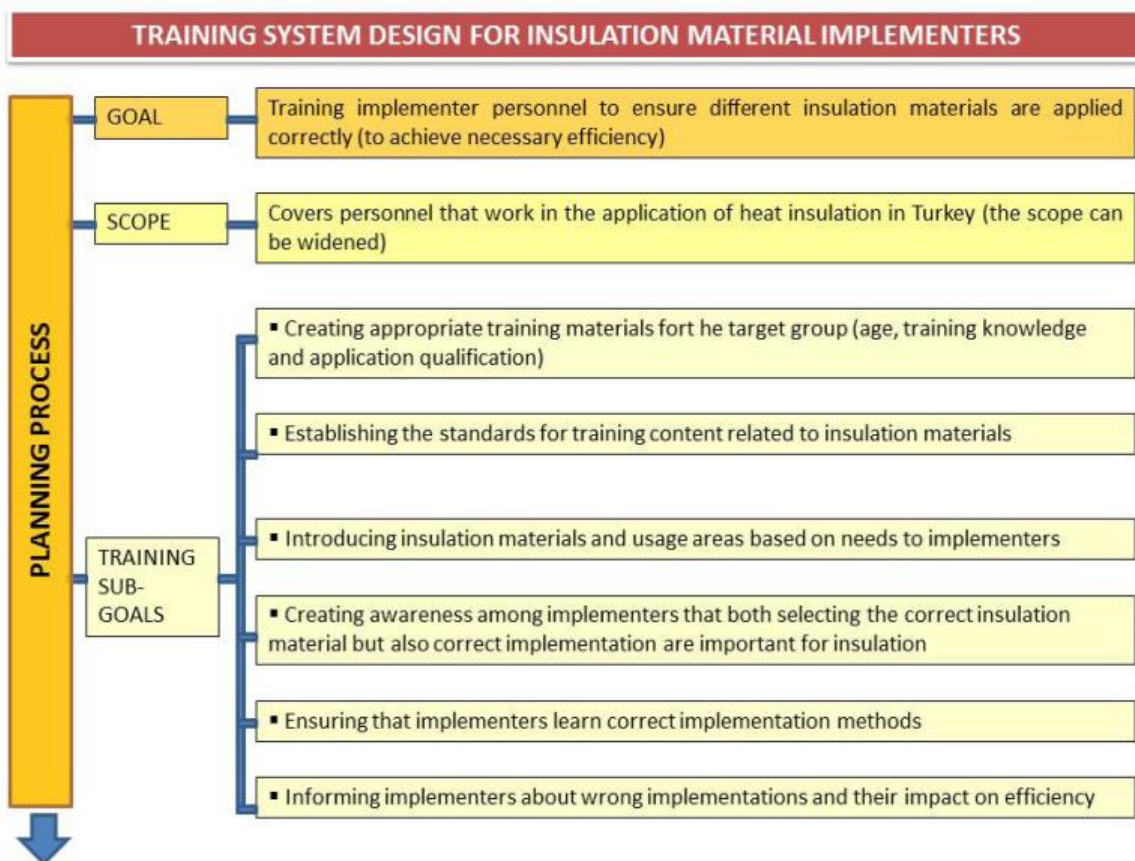 TRAINING SYSTEM DESIGN FOR INSULATION MATERIAL IMPLEMENTERS
PLANNING PROCESS
GOAL
Training implementer personnel to ensure different insulation materials are applied
correctly (to achieve necessary efficiency)
SCOPE
Covers personnel that work in the application of heat insulation in Turkey (the scope can
be widened)
TRAINING
SUB-
GOALS
▪ Creating appropriate training materials fort he target group (age, training knowledge
and application qualification)
▪ Establishing the standards for training content related to insulation materials
▪ Introducing insulation materials and usage areas based on needs to implementers
▪ Creating awareness among implementers that both selecting the correct insulation
material but also correct implementation are important for insulation
▪ Ensuring that implementers learn correct implementation methods
▪ Informing implementers about wrong implementations and their impact on efficiency